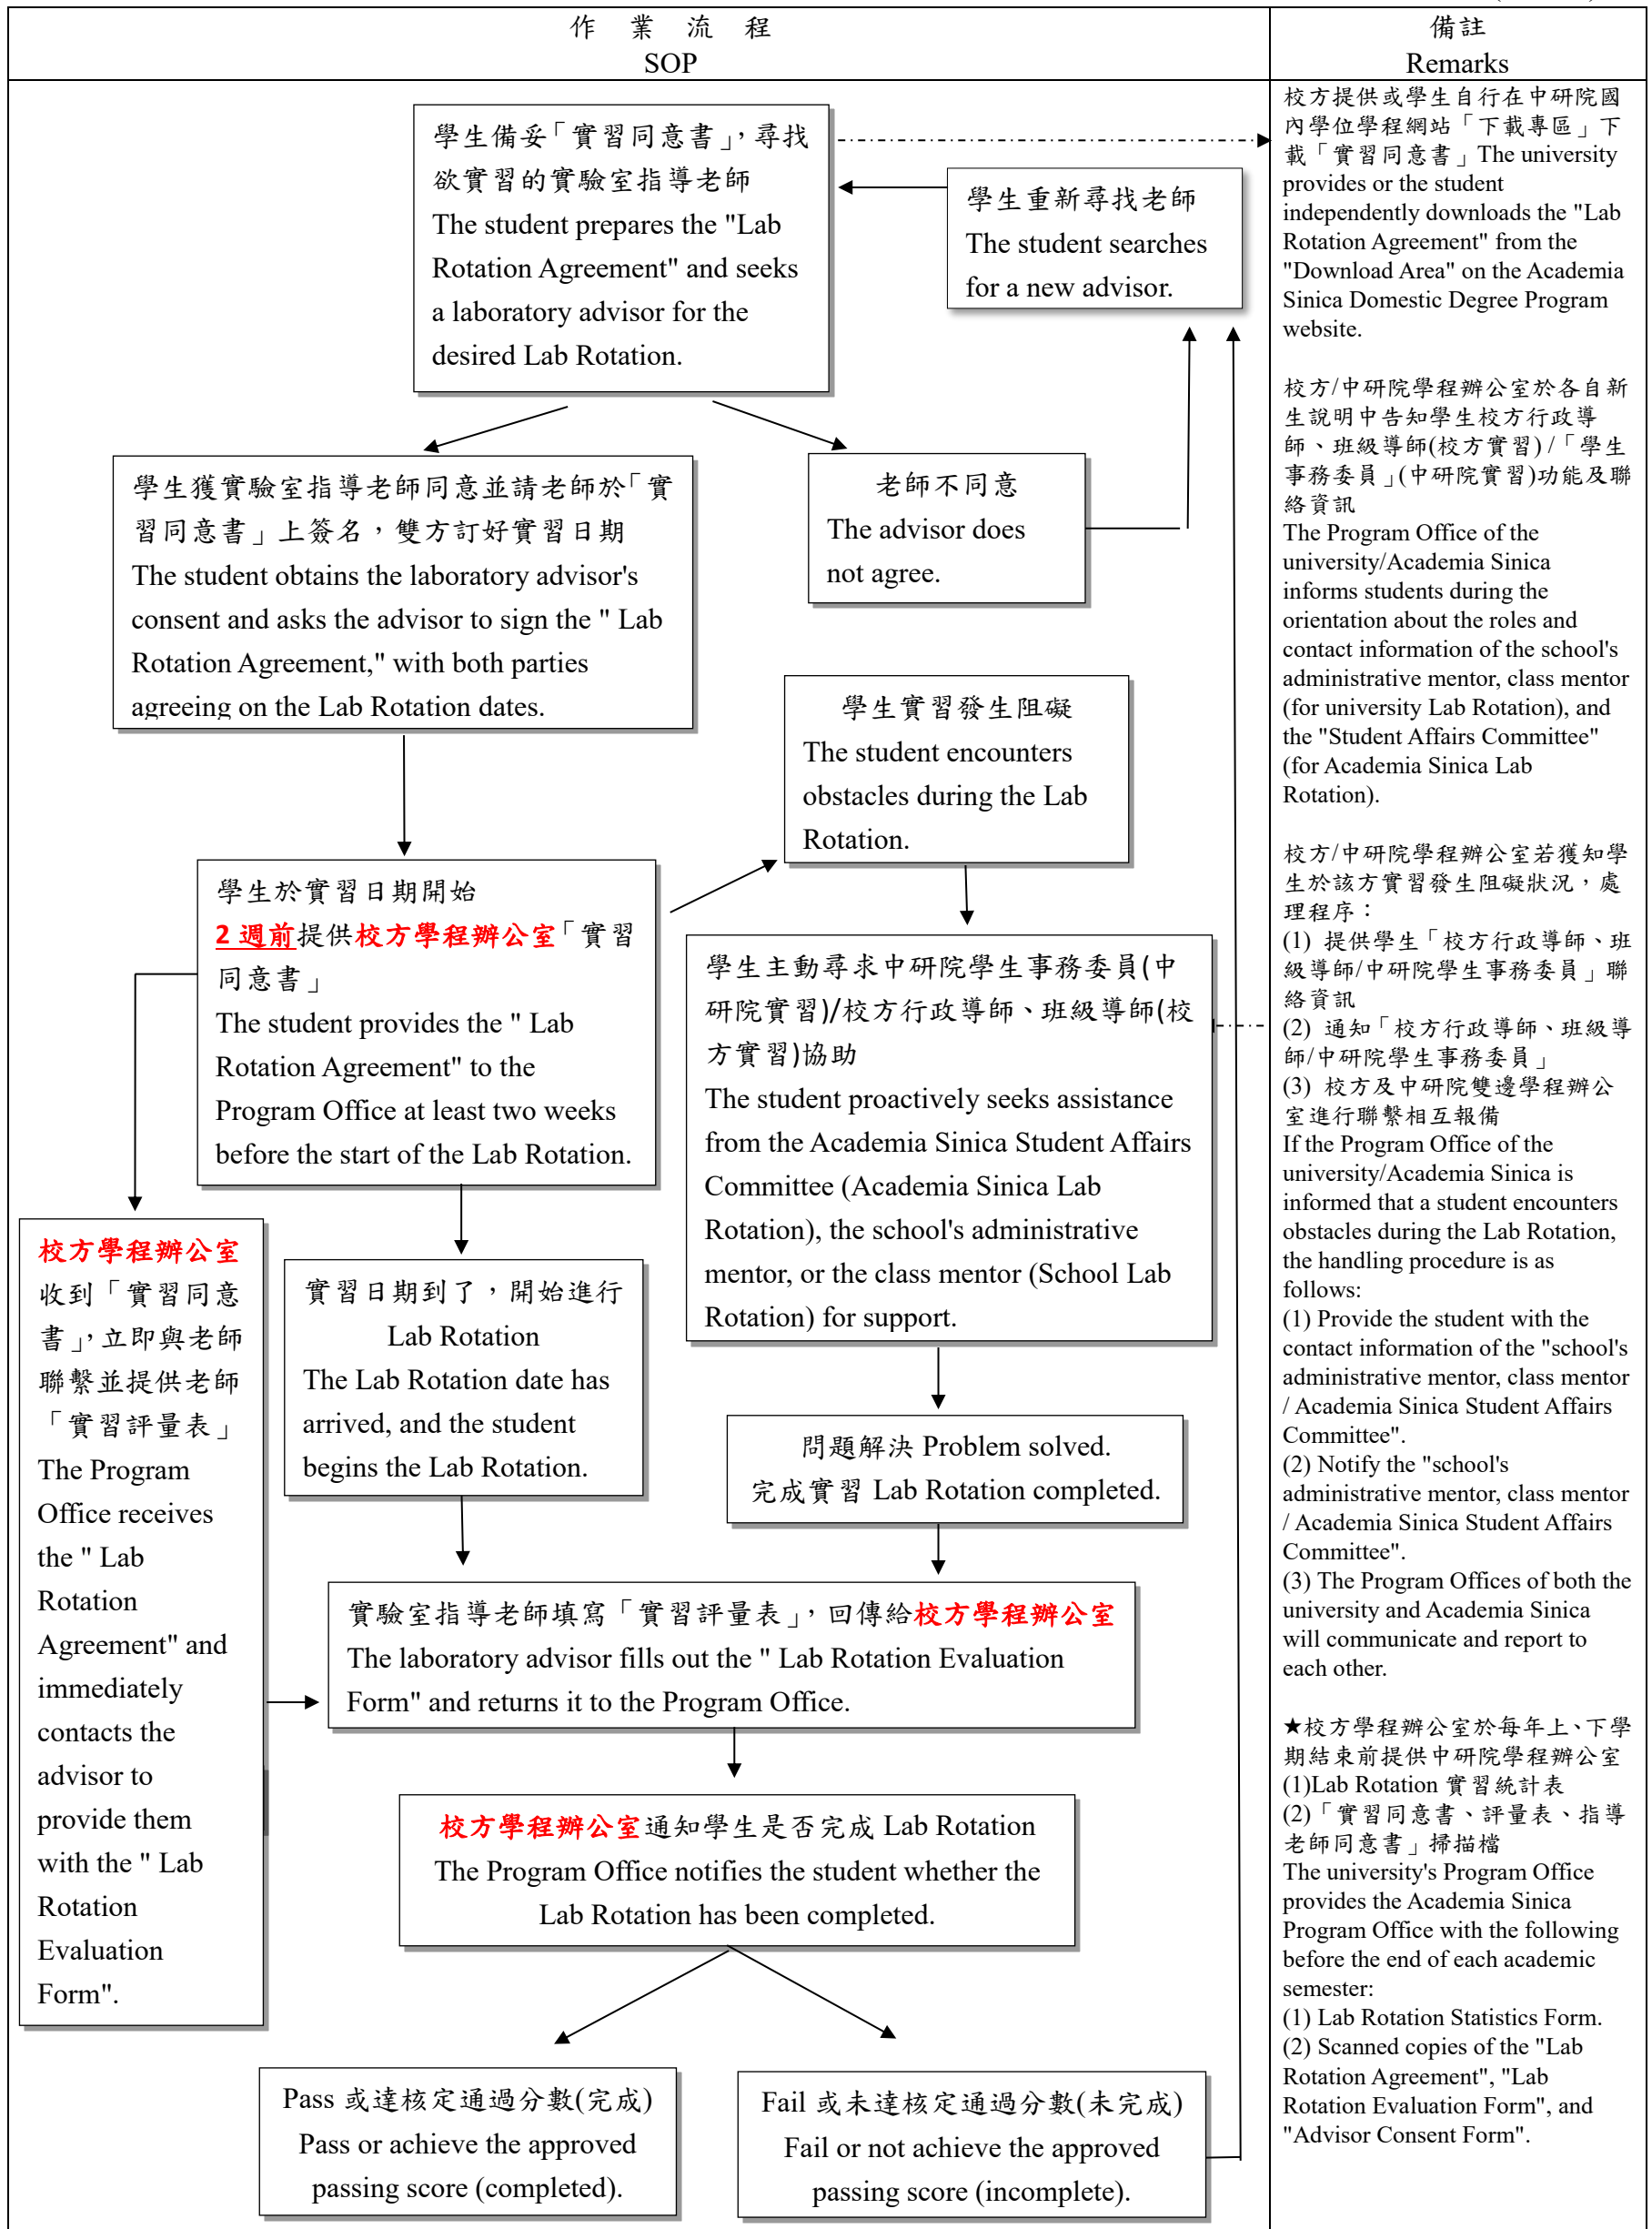 作 業 流 程
SOP
備註
Remarks
學生備妥「實習同意書」，尋找
欲實習的實驗室指導老師
The student prepares the "Lab
Rotation Agreement" and seeks
a laboratory advisor for the
desired Lab Rotation.
學生重新尋找老師
The student searches
for a new advisor.
學生獲實驗室指導老師同意並請老師於「實
習同意書」上簽名，雙方訂好實習日期
The student obtains the laboratory advisor's
consent and asks the advisor to sign the " Lab
Rotation Agreement," with both parties
agreeing on the Lab Rotation dates.
老師不同意
The advisor does
not agree.
學生實習發生阻礙
The student encounters
obstacles during the Lab
Rotation.
學生於實習日期開始
2 週前提供校方學程辦公室「實習
同意書」
The student provides the " Lab
Rotation Agreement" to the
Program Office at least two weeks
before the start of the Lab Rotation.
學生主動尋求中研院學生事務委員(中
研院實習)/校方行政導師、班級導師(校
方實習)協助
The student proactively seeks assistance
from the Academia Sinica Student Affairs
Committee (Academia Sinica Lab
Rotation), the school's administrative
mentor, or the class mentor (School Lab
Rotation) for support.
校方學程辦公室
收到「實習同意
書」，立即與老師
聯繫並提供老師
「實習評量表」
The Program
Office receives
the " Lab
Rotation
Agreement" and
immediately
contacts the
advisor to
provide them
with the " Lab
Rotation
Evaluation
Form".
實習日期到了，開始進行
Lab Rotation
The Lab Rotation date has
arrived, and the student
begins the Lab Rotation.
問題解決 Problem solved.
完成實習 Lab Rotation completed.
實驗室指導老師填寫「實習評量表」，回傳給校方學程辦公室
The laboratory advisor fills out the " Lab Rotation Evaluation
Form" and returns it to the Program Office.
校方學程辦公室通知學生是否完成 Lab Rotation
The Program Office notifies the student whether the
Lab Rotation has been completed.
Pass 或達核定通過分數(完成)
Pass or achieve the approved
passing score (completed).
Fail 或未達核定通過分數(未完成)
Fail or not achieve the approved
passing score (incomplete).
校方提供或學生自行在中研院國
內學位學程網站「下載專區」下
載「實習同意書」The university
provides or the student
independently downloads the "Lab
Rotation Agreement" from the
"Download Area" on the Academia
Sinica Domestic Degree Program
website.
校方/中研院學程辦公室於各自新
生說明中告知學生校方行政導
師、班級導師(校方實習) /「學生
事務委員」(中研院實習)功能及聯
絡資訊
The Program Office of the
university/Academia Sinica
informs students during the
orientation about the roles and
contact information of the school's
administrative mentor, class mentor
(for university Lab Rotation), and
the "Student Affairs Committee"
(for Academia Sinica Lab
Rotation).
校方/中研院學程辦公室若獲知學
生於該方實習發生阻礙狀況，處
理程序：
(1) 提供學生「校方行政導師、班
級導師/中研院學生事務委員」聯
絡資訊
(2) 通知「校方行政導師、班級導
師/中研院學生事務委員」
(3) 校方及中研院雙邊學程辦公
室進行聯繫相互報備
If the Program Office of the
university/Academia Sinica is
informed that a student encounters
obstacles during the Lab Rotation,
the handling procedure is as
follows:
(1) Provide the student with the
contact information of the "school's
administrative mentor, class mentor
/ Academia Sinica Student Affairs
Committee".
(2) Notify the "school's
administrative mentor, class mentor
/ Academia Sinica Student Affairs
Committee".
(3) The Program Offices of both the
university and Academia Sinica
will communicate and report to
each other.
★校方學程辦公室於每年上、下學
期結束前提供中研院學程辦公室
(1)Lab Rotation 實習統計表
(2)「實習同意書、評量表、指導
老師同意書」掃描檔
The university's Program Office
provides the Academia Sinica
Program Office with the following
before the end of each academic
semester:
(1) Lab Rotation Statistics Form.
(2) Scanned copies of the "Lab
Rotation Agreement", "Lab
Rotation Evaluation Form", and
"Advisor Consent Form".